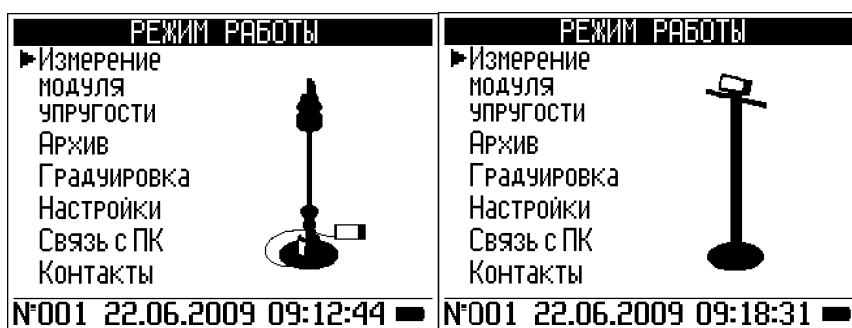 РЕЖИМ РАБОТЫ
Измерение
модуля
упругости
Архив
Градуировка
Настройки
Связь с ПК
Контакты
№001 22.06.2009 09:12:44
РЕЖИМ РАБОТЫ
Измерение
модуля
упругости
Архив
Градуировка
Настройки
Связь с ПК
Контакты
№001 22.06.2009 09:18:31